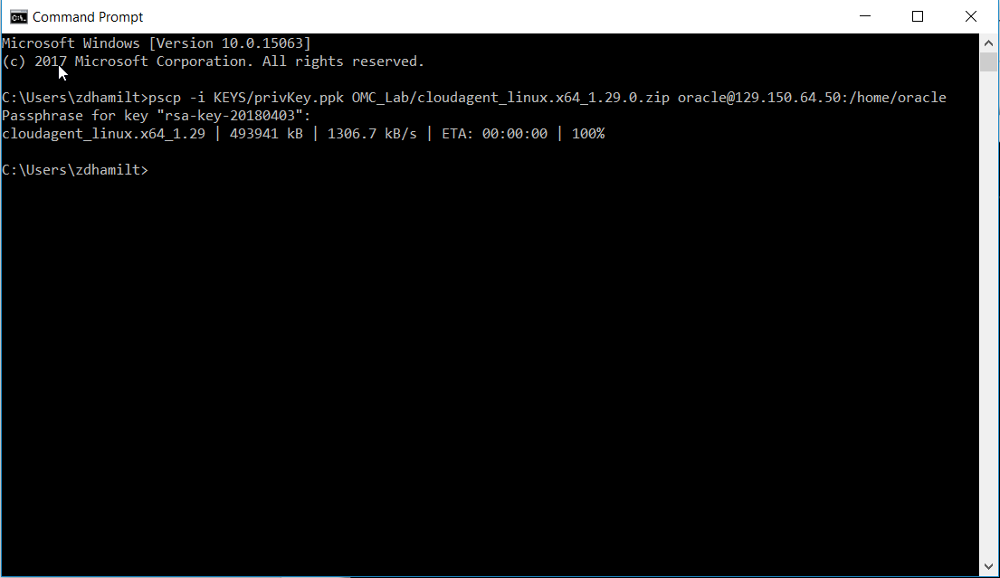 Command Prompt
Microsoft Windows [Version 10.0.15063]
(c) 2017 Microsoft Corporation. All rights reserved.
C:\Users\zdhamilt>pscp -i KEYS/privKey.ppk OMC_Lab/cloudagent_linux.x64_1.29.0.zip oracle@129.150.64.50:/home/oracle
Passphrase for key "rsa-key-20180403":
cloudagent_linux.x64_1.29 | 493941 kB | 1306.7 kB/s | ETA: 00:00:00 | 100%
C:\Users\zdhamilt>